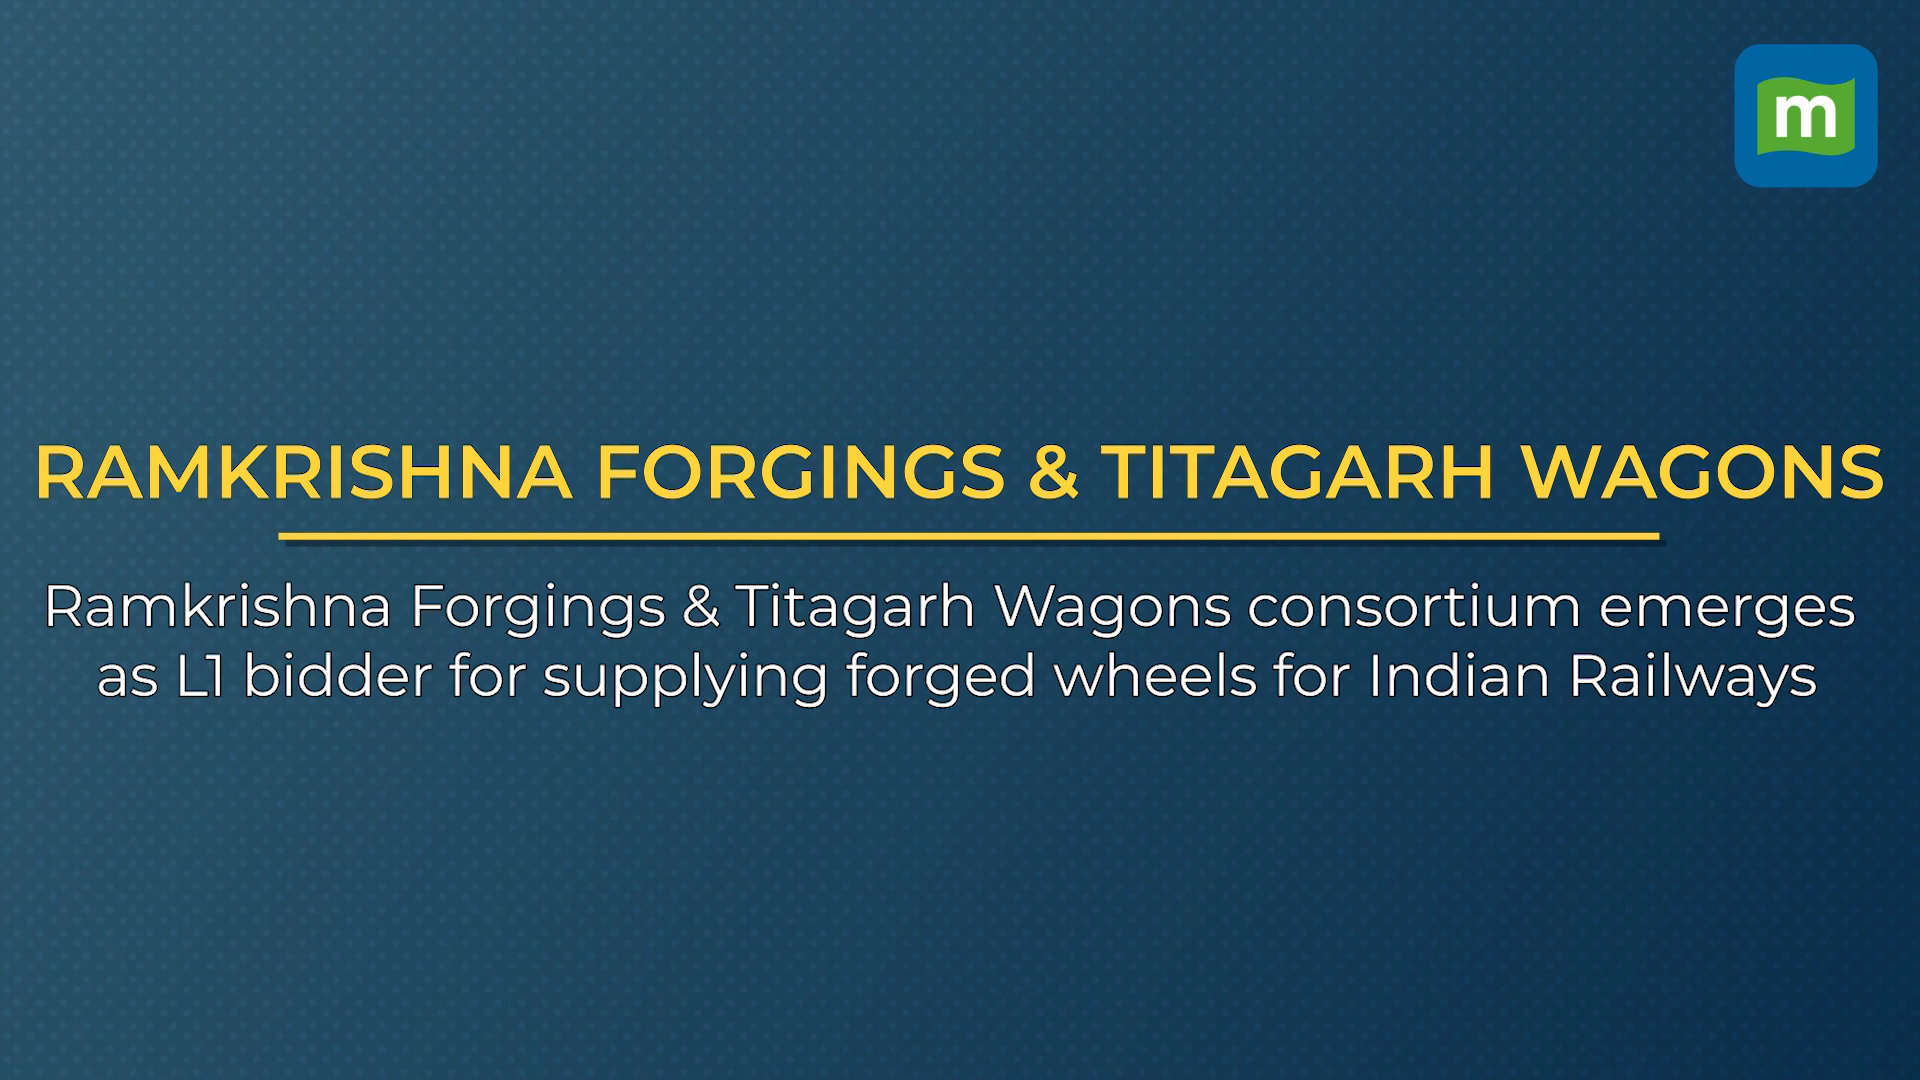 m
RAMKRISHNA FORGINGS & TITAGARH WAGONS
Ramkrishna Forgings & Titagarh Wagons consortium emerges
as L1 bidder for supplying forged wheels for Indian Railways